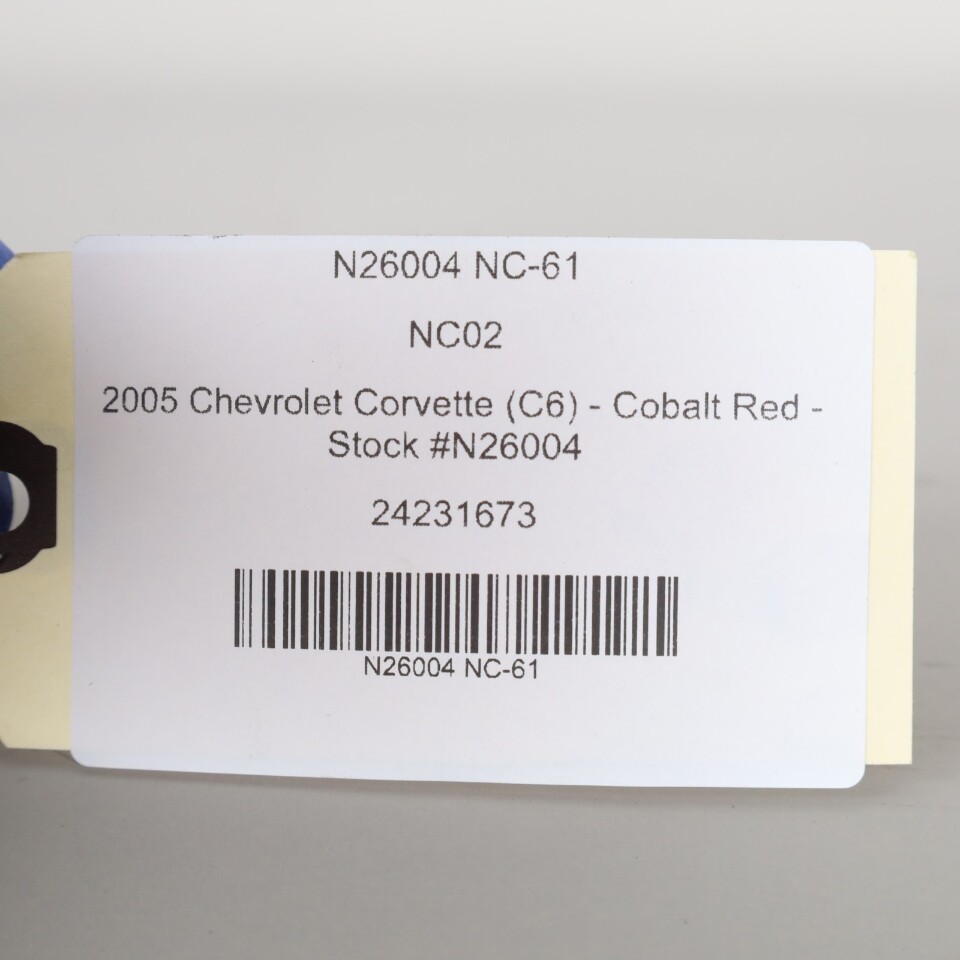 N26004 NC-61
NC02
2005 Chevrolet Corvette (C6) - Cobalt Red -
Stock #N26004
24231673
N26004 NC-61